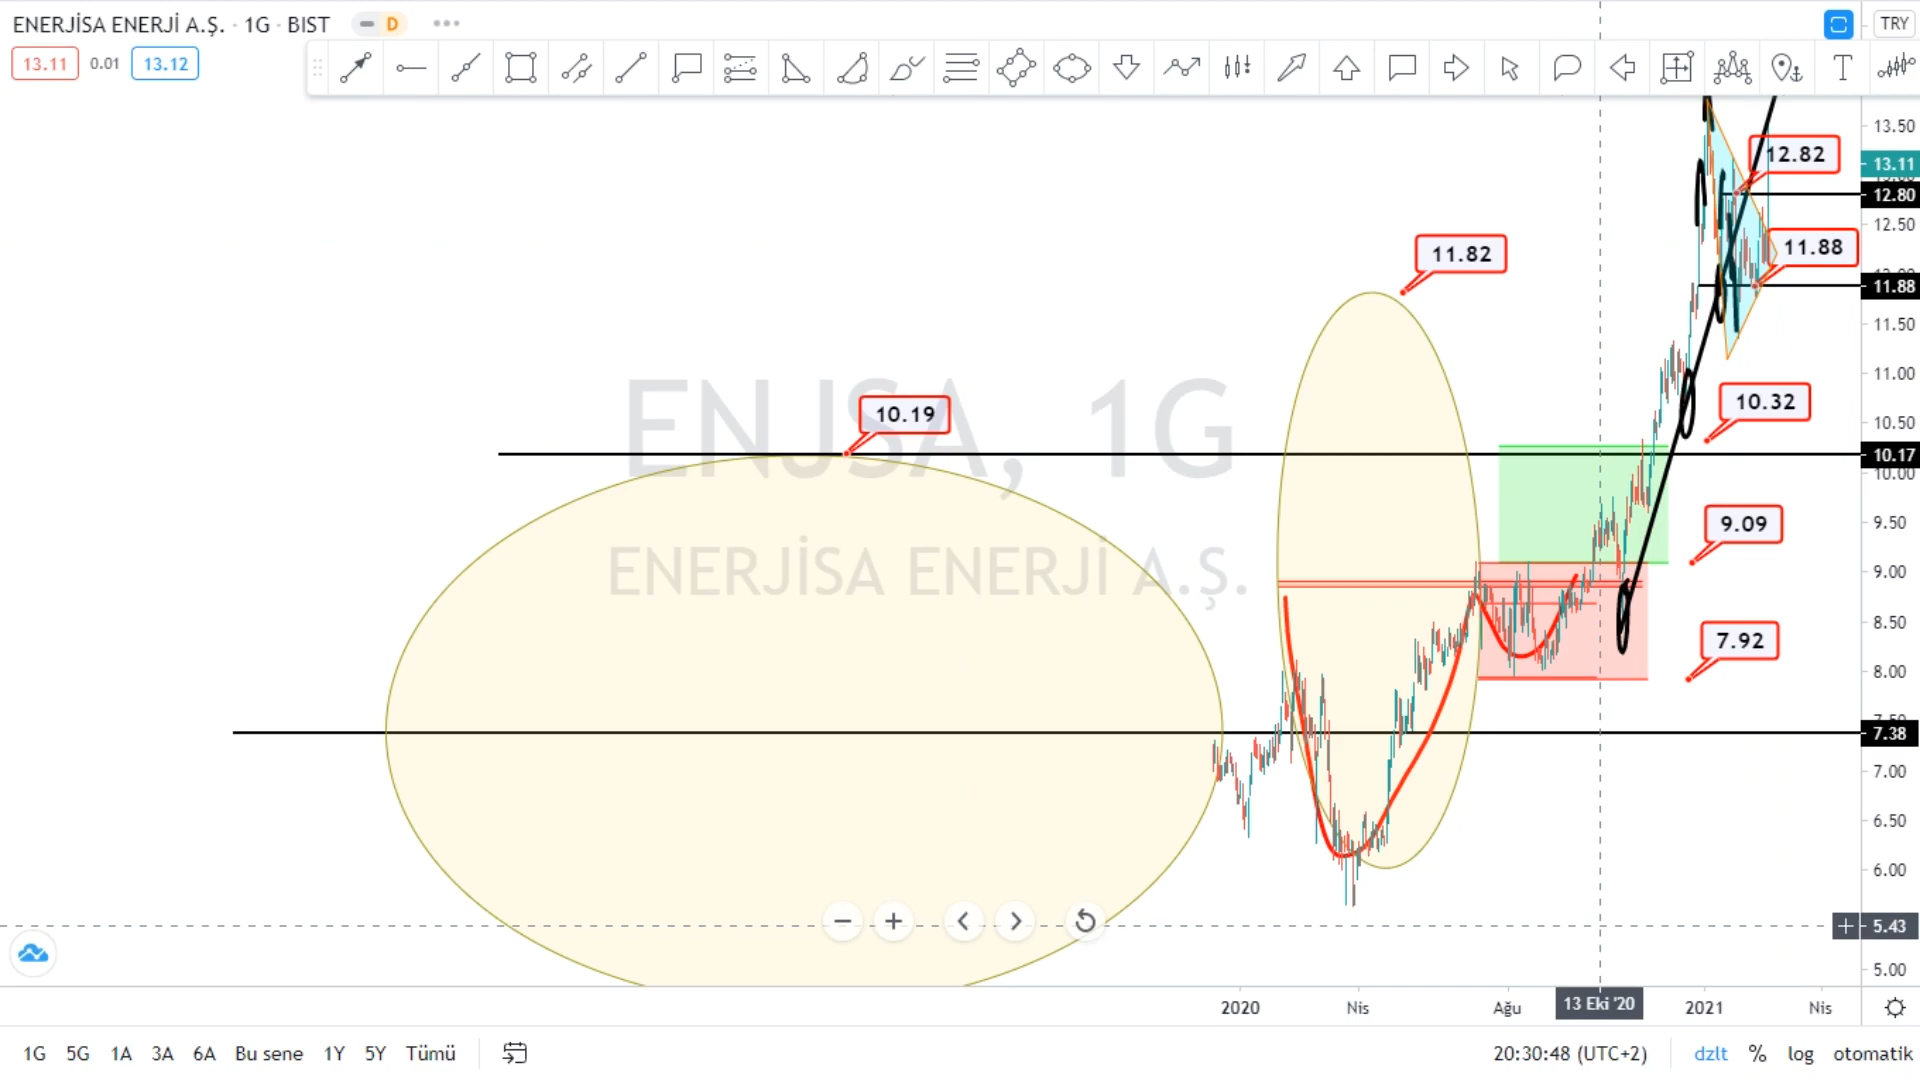 ENERJİSA ENERJİ A.Ş. · 1G · BIST
D
TRY
13.11
0.01
13.12
T
13.50
12.82
13.11
12.80
12.50
11.82
11.88
11.88
11.50
11.00
ENJSA, 1G
10.19
10.32
10.50
10.17
10.00
9.09
9.50
ENERJİSA ENERJİ A.Ş.
9.00
8.50
7.92
8.00
7.50
7.38
7.00
6.50
6.00
5.43
5.00
2020
Nis
Ağu
13 Eki '20
2021
Nis
1G 5G 1A 3A 6A Bu sene 1Y 5Y Tümü
20:30:48 (UTC+2)
dzlt % log otomatik